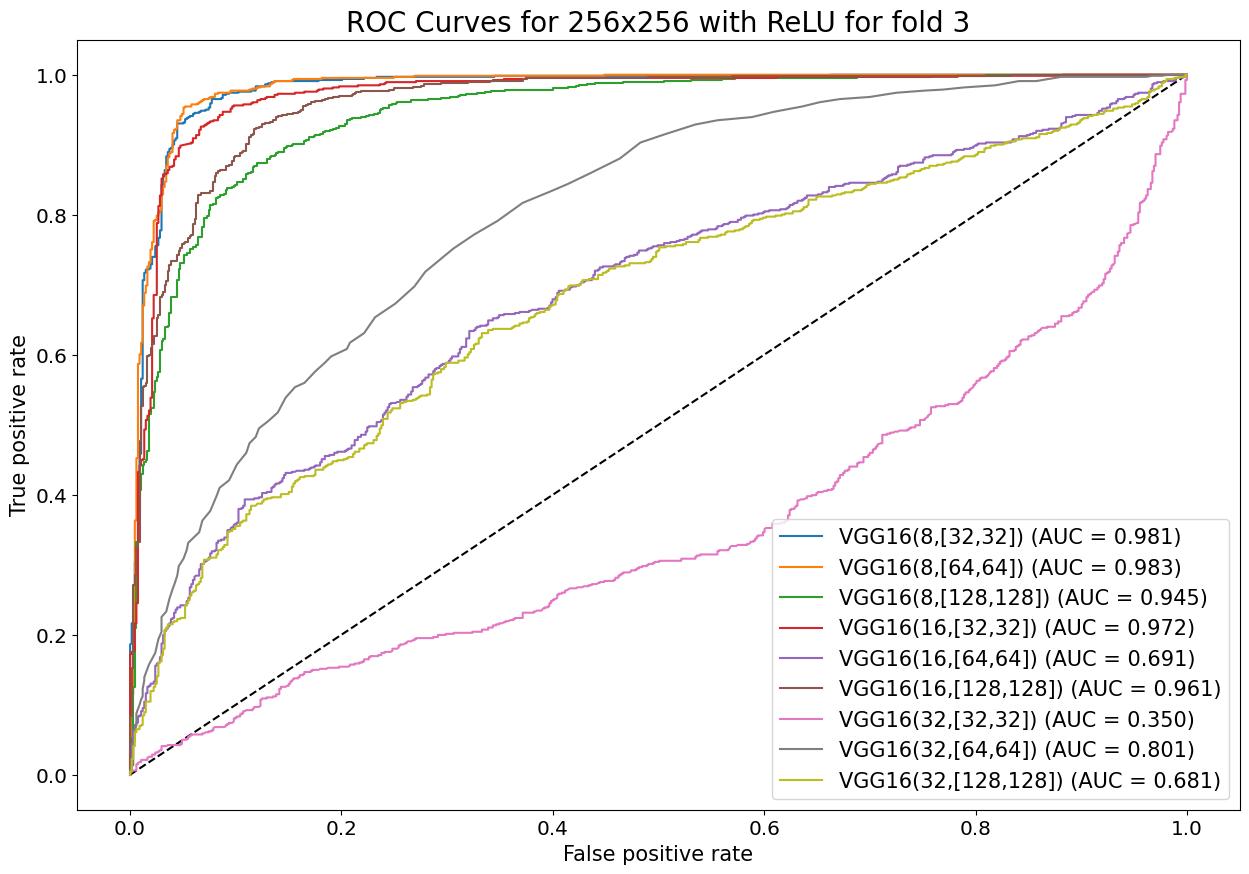 ROC Curves for 256x256 with ReLU for fold 3
1.0
0.8
0.6
0.4
0.2
0.0
True positive rate
VGG16(8,[32,32]) (AUC = 0.981)
VGG16(8,[64,64]) (AUC = 0.983)
VGG16(8,[128,128]) (AUC = 0.945)
VGG16(16,[32,32]) (AUC = 0.972)
VGG16(16,[64,64]) (AUC = 0.691)
VGG16(16,[128,128]) (AUC = 0.961)
VGG16(32,[32,32]) (AUC = 0.350)
VGG16(32,[64,64]) (AUC = 0.801)
VGG16(32,[128,128]) (AUC = 0.681)
0.0 0.2 0.4 0.6 0.8 1.0
False positive rate